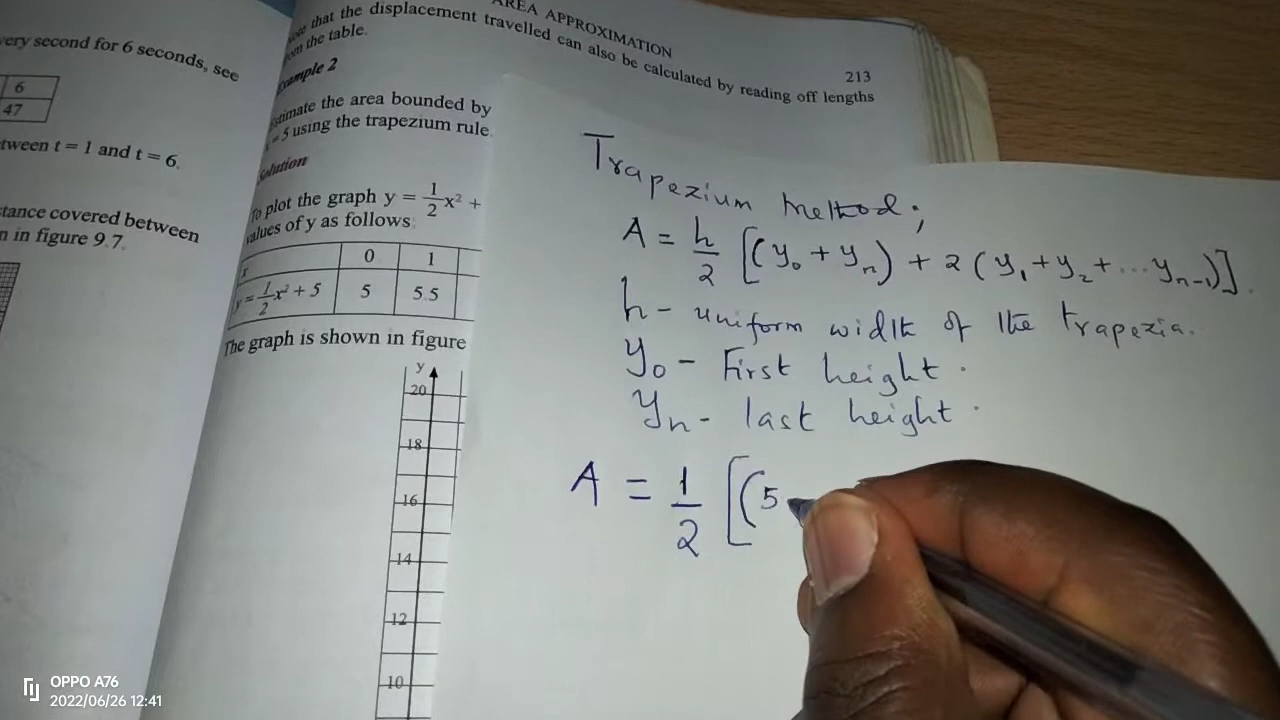 very second for 6 seconds, see
6
47
tween t = 1 and t = 6.
stance covered between
n in figure 9.7.
AREA APPROXIMATION
213
that the displacement travelled can also be calculated by reading off lengths
the table.
Example 2
Estimate the area bounded by
= 5 using the trapezium rule.
Solution
To plot the graph y = 1/2 x² +
values of y as follows
x 0 1
y = 1/2 x² + 5 5 5.5
The graph is shown in figure
y
20
18
16
14
12
10
Trapezium method;
A = h/2 [(y₀ + yₙ) + 2(y₁ + y₂ + ... yₙ₋₁)].
h - uniform width of the trapezia.
y₀ - First height.
yₙ - last height.
A = 1/2 [(5
OPPO A76
2022/06/26 12:41